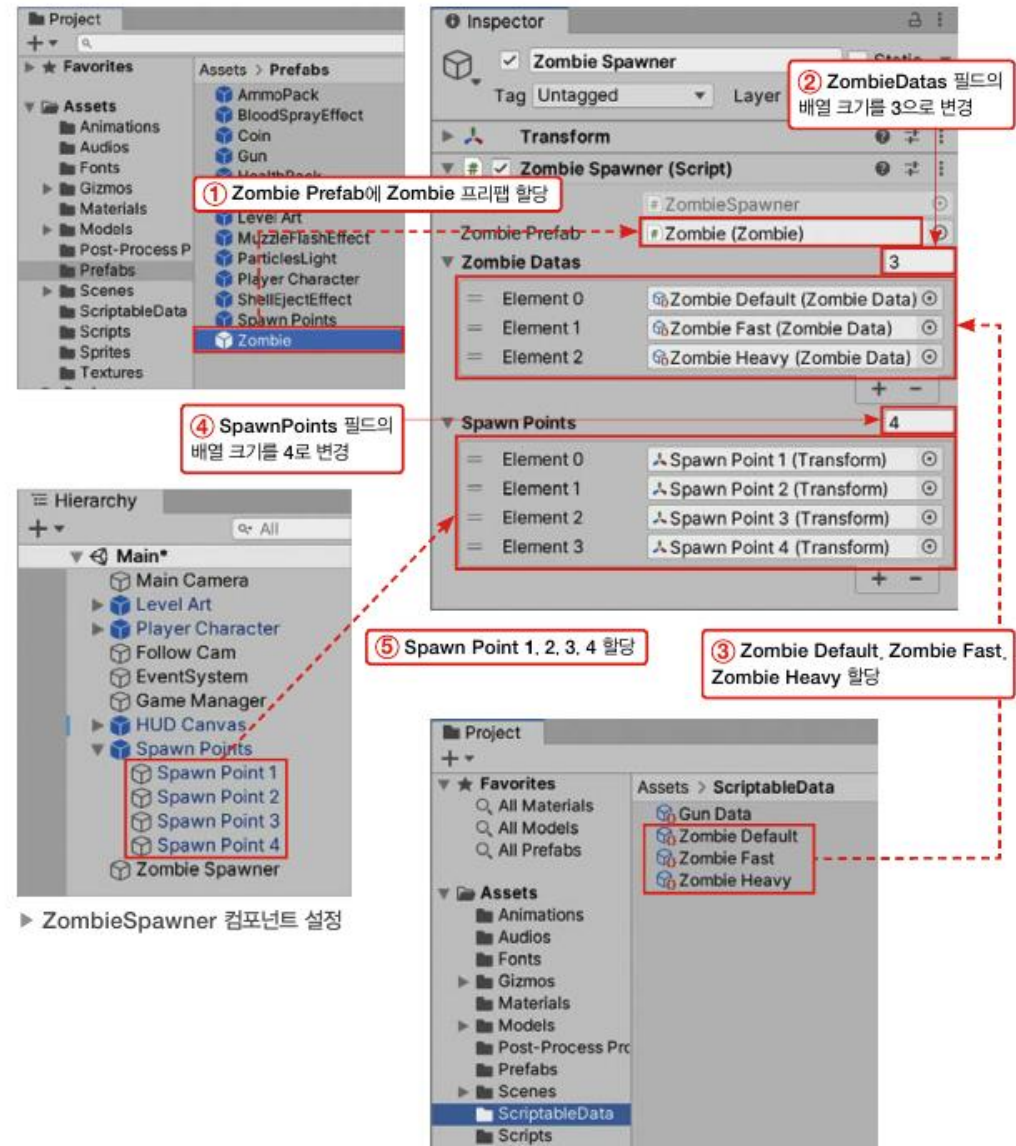 Project
Favorites
Assets
Animations
Audios
Fonts
Gizmos
Materials
Models
Post-Process P
Prefabs
Scenes
ScriptableData
Scripts
Sprites
Textures
Assets > Prefabs
AmmoPack
BloodSprayEffect
Coin
Gun
HealthPack
Level Art
MuzzleFlashEffect
ParticlesLight
Player Character
ShellEjectEffect
Spawn Points
Zombie
① Zombie Prefab에 Zombie 프리팹 할당
Inspector
Zombie Spawner
Static
Tag Untagged
Layer
② ZombieDatas 필드의
배열 크기를 3으로 변경
Transform
# Zombie Spawner (Script)
# ZombieSpawner
Zombie Prefab # Zombie (Zombie)
Zombie Datas 3
Element 0 Zombie Default (Zombie Data)
Element 1 Zombie Fast (Zombie Data)
Element 2 Zombie Heavy (Zombie Data)
+ −
④ SpawnPoints 필드의
배열 크기를 4로 변경
Spawn Points 4
Element 0 Spawn Point 1 (Transform)
Element 1 Spawn Point 2 (Transform)
Element 2 Spawn Point 3 (Transform)
Element 3 Spawn Point 4 (Transform)
+ −
Hierarchy
All
Main*
Main Camera
Level Art
Player Character
Follow Cam
EventSystem
Game Manager
HUD Canvas
Spawn Points
Spawn Point 1
Spawn Point 2
Spawn Point 3
Spawn Point 4
Zombie Spawner
⑤ Spawn Point 1, 2, 3, 4 할당
③ Zombie Default, Zombie Fast,
Zombie Heavy 할당
▶ ZombieSpawner 컴포넌트 설정
Project
Favorites
All Materials
All Models
All Prefabs
Assets
Animations
Audios
Fonts
Gizmos
Materials
Models
Post-Process Pro
Prefabs
Scenes
ScriptableData
Scripts
Assets > ScriptableData
Gun Data
Zombie Default
Zombie Fast
Zombie Heavy